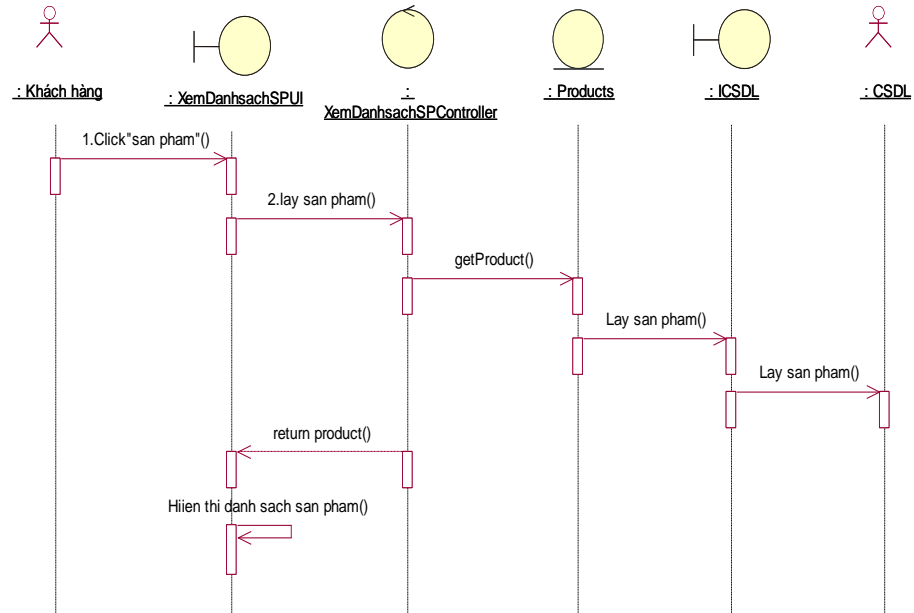 : Khách hàng
: XemDanhsachSPUI
:
XemDanhsachSPController
: Products
: ICSDL
: CSDL
1.Click"san pham"()
2.lay san pham()
getProduct()
Lay san pham()
Lay san pham()
return product()
Hiien thi danh sach san pham()